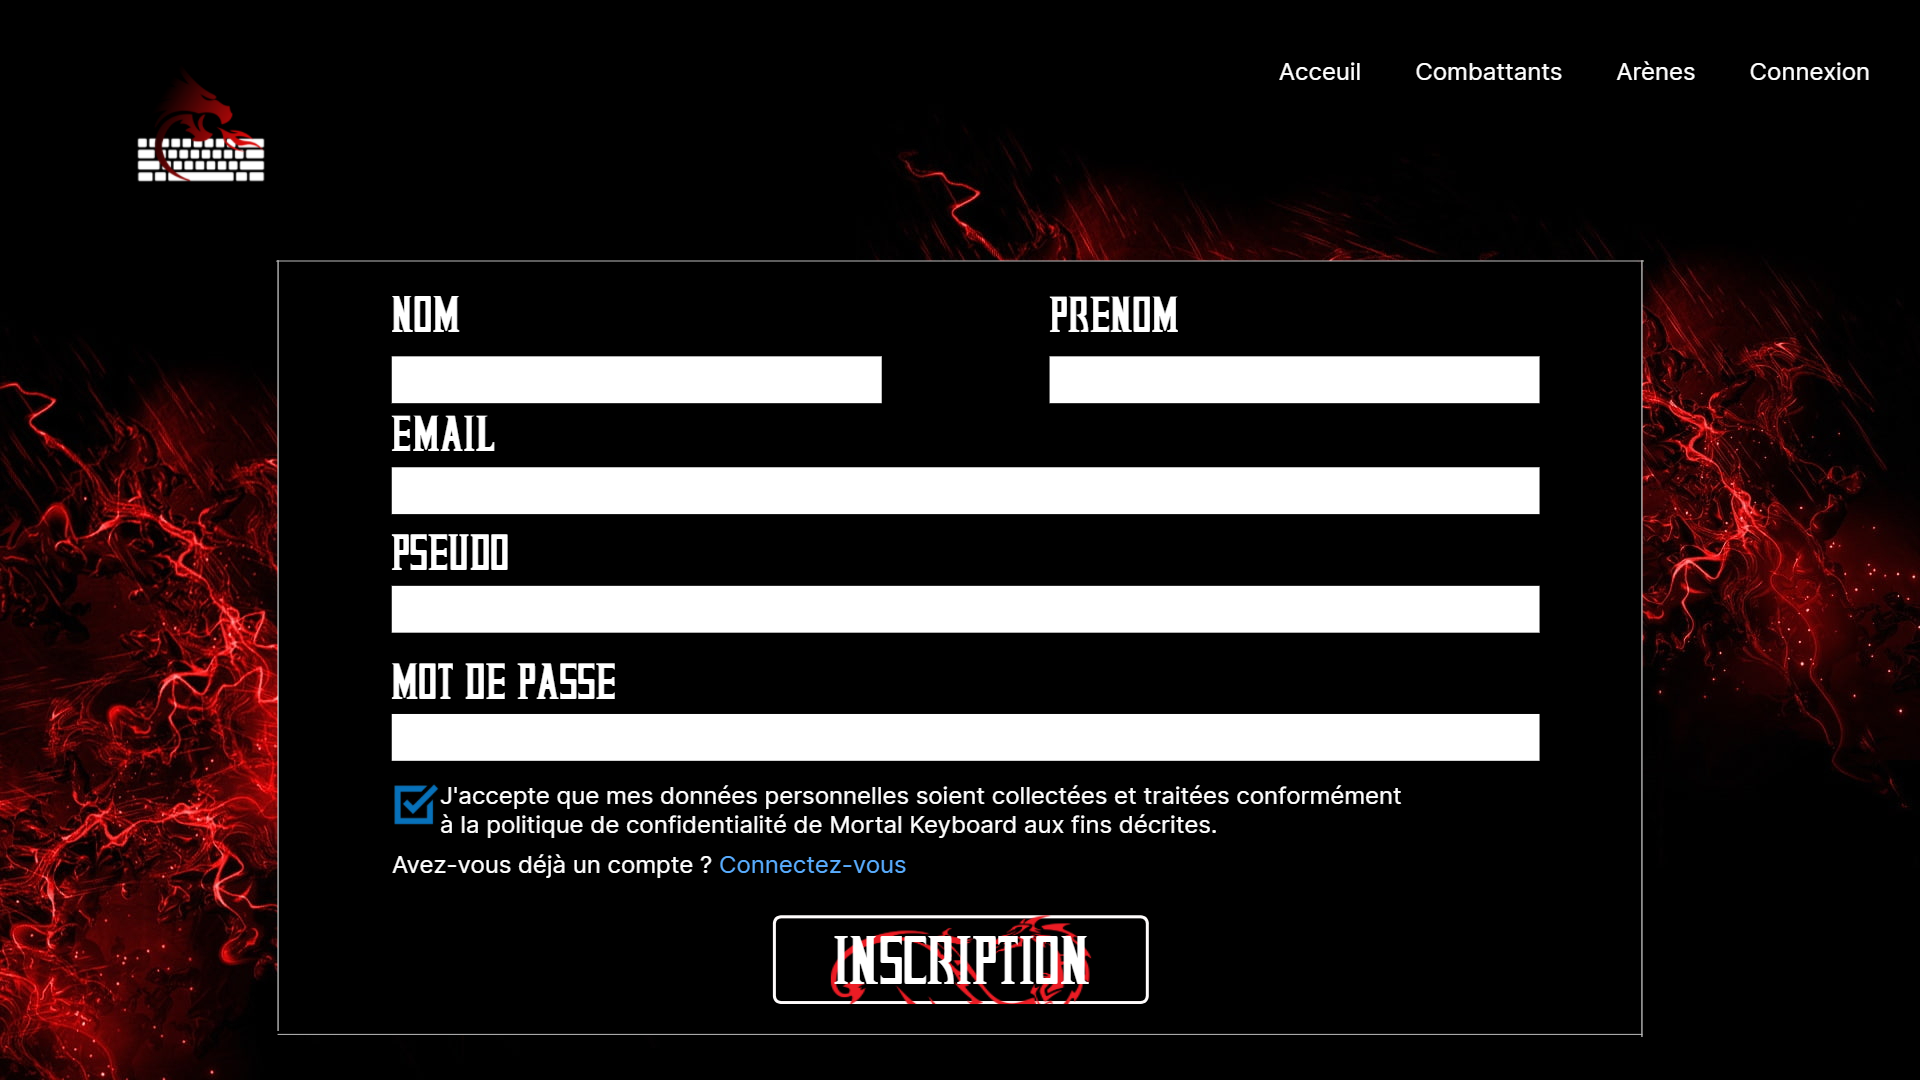 Acceuil Combattants Arènes Connexion
NOM PRENOM
EMAIL
PSEUDO
MOT DE PASSE
J'accepte que mes données personnelles soient collectées et traitées conformément
à la politique de confidentialité de Mortal Keyboard aux fins décrites.
Avez-vous déjà un compte ? Connectez-vous
INSCRIPTION